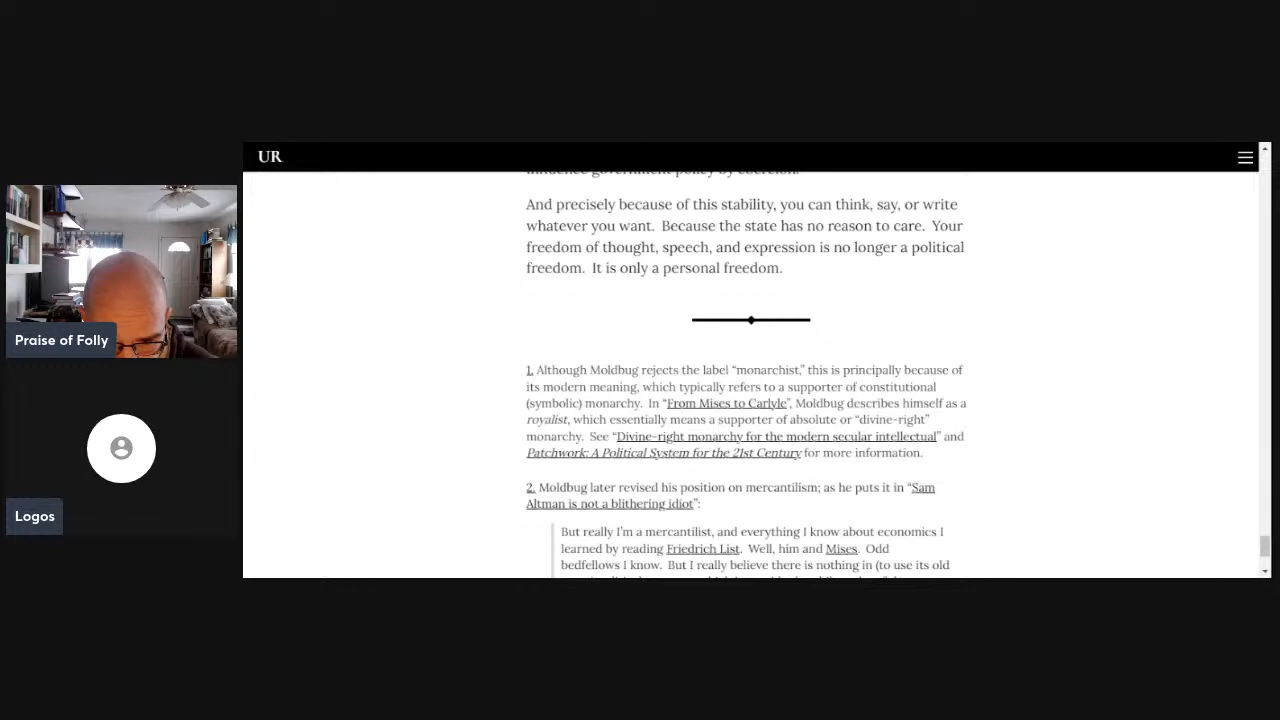 UR
influence government policy by coercion.
And precisely because of this stability, you can think, say, or write
whatever you want. Because the state has no reason to care. Your
freedom of thought, speech, and expression is no longer a political
freedom. It is only a personal freedom.
1. Although Moldbug rejects the label “monarchist,” this is principally because of
its modern meaning, which typically refers to a supporter of constitutional
(symbolic) monarchy. In “From Mises to Carlyle”, Moldbug describes himself as a
royalist, which essentially means a supporter of absolute or “divine-right”
monarchy. See “Divine-right monarchy for the modern secular intellectual” and
Patchwork: A Political System for the 21st Century for more information.
2. Moldbug later revised his position on mercantilism; as he puts it in “Sam
Altman is not a blithering idiot”:
But really I’m a mercantilist, and everything I know about economics I
learned by reading Friedrich List. Well, him and Mises. Odd
bedfellows I know. But I really believe there is nothing in (to use its old
Praise of Folly
Logos